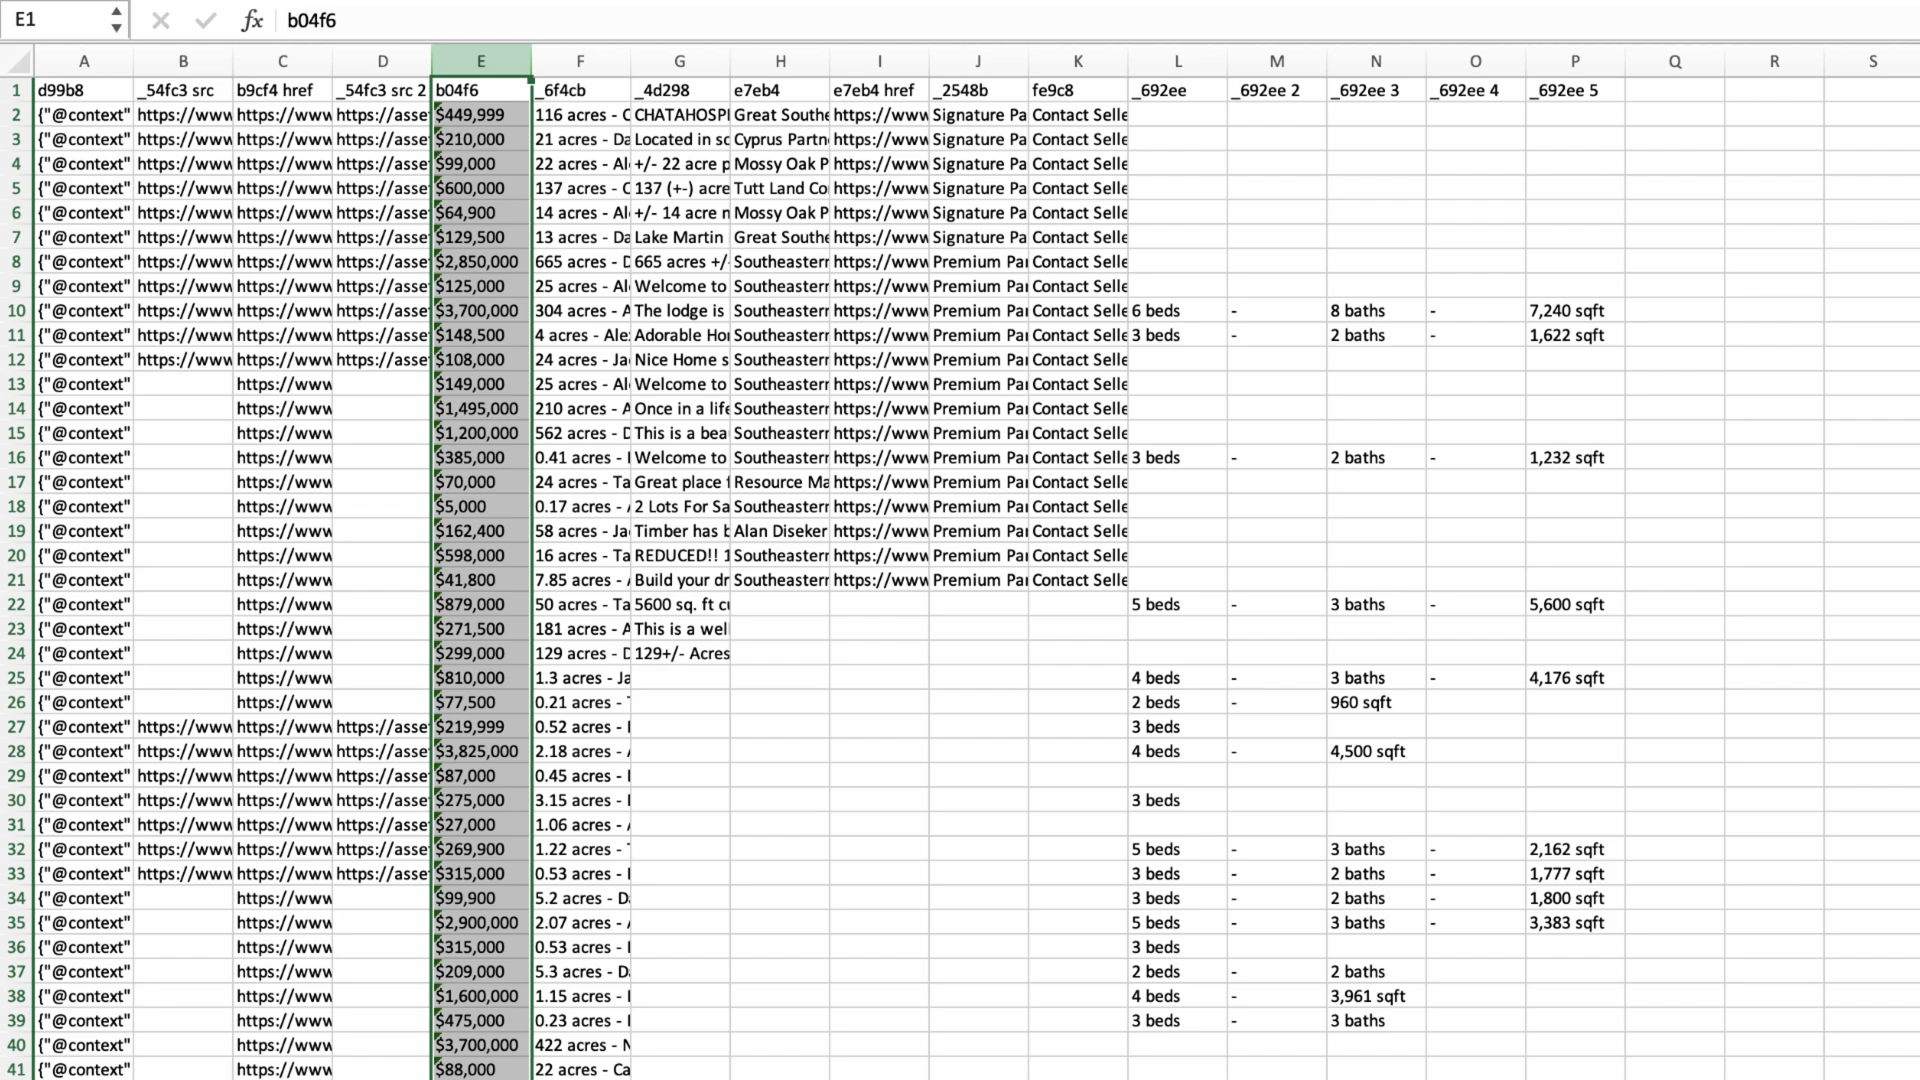 E1 fx b04f6
A B C D E F G H I J K L M N O P Q R S
1 d99b8 _54fc3 src b9cf4 href _54fc3 src 2 b04f6 _6f4cb _4d298 e7eb4 e7eb4 href _2548b fe9c8 _692ee _692ee 2 _692ee 3 _692ee 4 _692ee 5
2 {"@context" https://www https://www https://asse $449,999 116 acres - C CHATAHOSPI Great Southe https://www Signature Pa Contact Selle
3 {"@context" https://www https://www https://asse $210,000 21 acres - Da Located in sc Cyprus Partn https://www Signature Pa Contact Selle
4 {"@context" https://www https://www https://asse $99,000 22 acres - Al +/- 22 acre p Mossy Oak P https://www Signature Pa Contact Selle
5 {"@context" https://www https://www https://asse $600,000 137 acres - C 137 (+-) acre Tutt Land Co https://www Signature Pa Contact Selle
6 {"@context" https://www https://www https://asse $64,900 14 acres - Al +/- 14 acre n Mossy Oak P https://www Signature Pa Contact Selle
7 {"@context" https://www https://www https://asse $129,500 13 acres - Da Lake Martin Great Southe https://www Signature Pa Contact Selle
8 {"@context" https://www https://www https://asse $2,850,000 665 acres - D 665 acres +/- Southeastern https://www Premium Par Contact Selle
9 {"@context" https://www https://www https://asse $125,000 25 acres - Al Welcome to Southeastern https://www Premium Par Contact Selle
10 {"@context" https://www https://www https://asse $3,700,000 304 acres - A The lodge is Southeastern https://www Premium Par Contact Selle 6 beds - 8 baths - 7,240 sqft
11 {"@context" https://www https://www https://asse $148,500 4 acres - Ale Adorable Hor Southeastern https://www Premium Par Contact Selle 3 beds - 2 baths - 1,622 sqft
12 {"@context" https://www https://www https://asse $108,000 24 acres - Ja Nice Home s Southeastern https://www Premium Par Contact Selle
13 {"@context" https://www $149,000 25 acres - Al Welcome to Southeastern https://www Premium Par Contact Selle
14 {"@context" https://www $1,495,000 210 acres - A Once in a life Southeastern https://www Premium Par Contact Selle
15 {"@context" https://www $1,200,000 562 acres - D This is a bea Southeastern https://www Premium Par Contact Selle
16 {"@context" https://www $385,000 0.41 acres - Welcome to Southeastern https://www Premium Par Contact Selle 3 beds - 2 baths - 1,232 sqft
17 {"@context" https://www $70,000 24 acres - Ta Great place f Resource Ma https://www Premium Par Contact Selle
18 {"@context" https://www $5,000 0.17 acres - 2 Lots For Sa Southeastern https://www Premium Par Contact Selle
19 {"@context" https://www $162,400 58 acres - Ja Timber has b Alan Diseker https://www Premium Par Contact Selle
20 {"@context" https://www $598,000 16 acres - Ta REDUCED!! 1 Southeastern https://www Premium Par Contact Selle
21 {"@context" https://www $41,800 7.85 acres - Build your dr Southeastern https://www Premium Par Contact Selle
22 {"@context" https://www $879,000 50 acres - Ta 5600 sq. ft cu 5 beds - 3 baths - 5,600 sqft
23 {"@context" https://www $271,500 181 acres - A This is a well
24 {"@context" https://www $299,000 129 acres - D 129+/- Acres
25 {"@context" https://www $810,000 1.3 acres - Ja 4 beds - 3 baths - 4,176 sqft
26 {"@context" https://www $77,500 0.21 acres - 2 beds - 960 sqft
27 {"@context" https://www https://www https://asse $219,999 0.52 acres - 3 beds
28 {"@context" https://www https://www https://asse $3,825,000 2.18 acres - 4 beds - 4,500 sqft
29 {"@context" https://www https://www https://asse $87,000 0.45 acres -
30 {"@context" https://www https://www https://asse $275,000 3.15 acres - 3 beds
31 {"@context" https://www https://www https://asse $27,000 1.06 acres -
32 {"@context" https://www https://www https://asse $269,900 1.22 acres - 5 beds - 3 baths - 2,162 sqft
33 {"@context" https://www https://www https://asse $315,000 0.53 acres - 3 beds - 2 baths - 1,777 sqft
34 {"@context" https://www $99,900 5.2 acres - Da 3 beds - 2 baths - 1,800 sqft
35 {"@context" https://www $2,900,000 2.07 acres - 5 beds - 3 baths - 3,383 sqft
36 {"@context" https://www $315,000 0.53 acres - 3 beds
37 {"@context" https://www $209,000 5.3 acres - Da 2 beds - 2 baths
38 {"@context" https://www $1,600,000 1.15 acres - 4 beds - 3,961 sqft
39 {"@context" https://www $475,000 0.23 acres - 3 beds - 3 baths
40 {"@context" https://www $3,700,000 422 acres - N
41 {"@context" https://www $88,000 22 acres - Ca